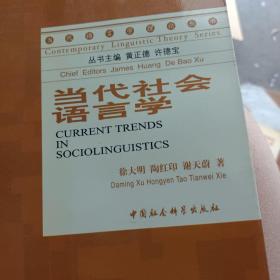 当代语言学理论丛书
Contemporary Linguistic Theory Series
丛书主编 黄正德 许德宝
Chief Editors James Huang De Bao Xu
当代社会
语言学
CURRENT TRENDS
IN
SOCIOLINGUISTICS
徐大明 陶红印 谢天蔚 著
Daming Xu Hongyen Tao Tianwei Xie
中国社会科学出版社